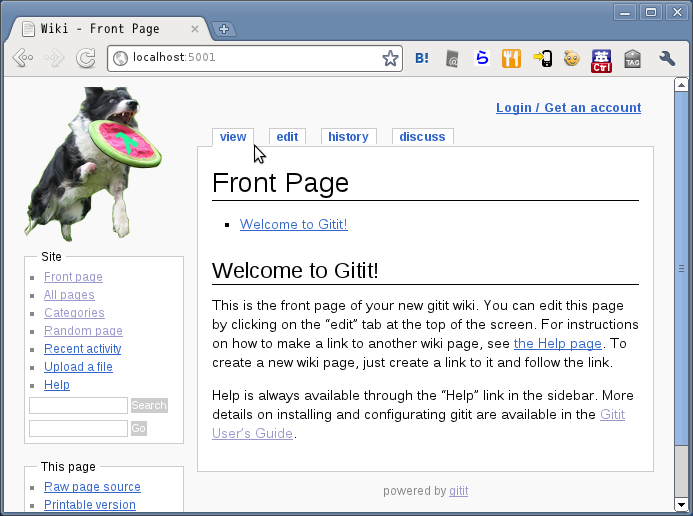 Wiki - Front Page
localhost:5001
B!
@
英
Ctrl
TAG
Login / Get an account
view edit history discuss
Front Page
Welcome to Gitit!
Welcome to Gitit!
This is the front page of your new gitit wiki. You can edit this page
by clicking on the “edit” tab at the top of the screen. For instructions
on how to make a link to another wiki page, see the Help page. To
create a new wiki page, just create a link to it and follow the link.
Help is always available through the “Help” link in the sidebar. More
details on installing and configurating gitit are available in the Gitit
User’s Guide.
powered by gitit
Site
Front page
All pages
Categories
Random page
Recent activity
Upload a file
Help
Search
Go
This page
Raw page source
Printable version